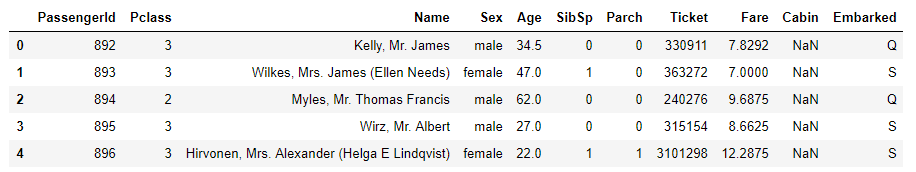 PassengerId Pclass Name Sex Age SibSp Parch Ticket Fare Cabin Embarked
0 892 3 Kelly, Mr. James male 34.5 0 0 330911 7.8292 NaN Q
1 893 3 Wilkes, Mrs. James (Ellen Needs) female 47.0 1 0 363272 7.0000 NaN S
2 894 2 Myles, Mr. Thomas Francis male 62.0 0 0 240276 9.6875 NaN Q
3 895 3 Wirz, Mr. Albert male 27.0 0 0 315154 8.6625 NaN S
4 896 3 Hirvonen, Mrs. Alexander (Helga E Lindqvist) female 22.0 1 1 3101298 12.2875 NaN S